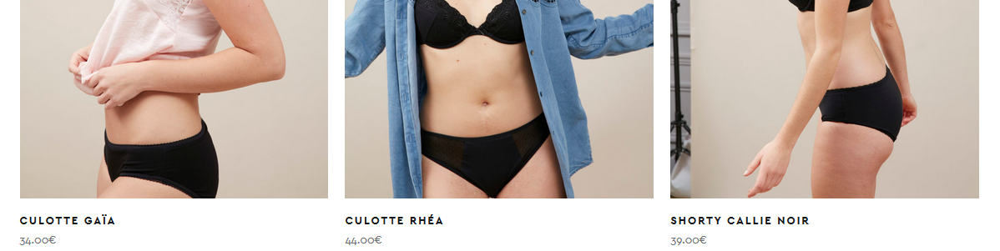 CULOTTE GAÏA
34.00€
CULOTTE RHÉA
44.00€
SHORTY CALLIE NOIR
39.00€